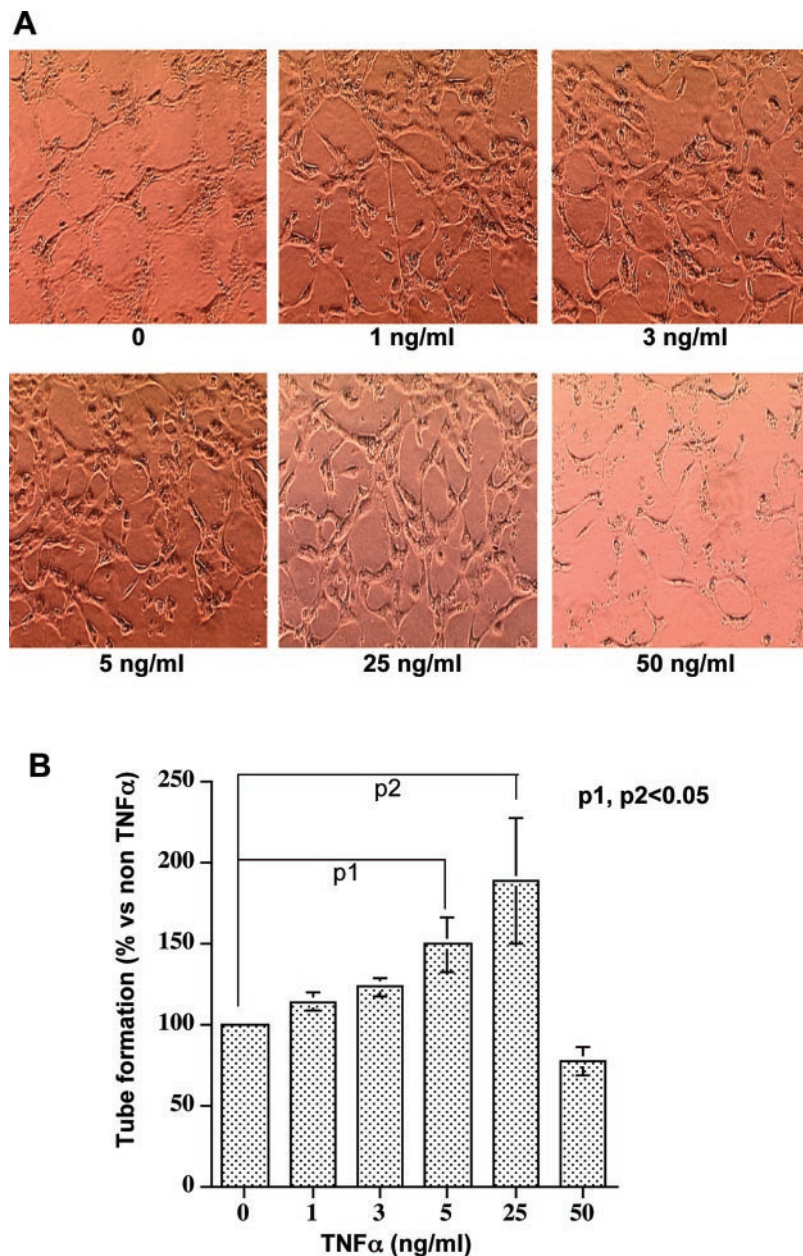 A
0
1 ng/ml
3 ng/ml
5 ng/ml
25 ng/ml
50 ng/ml
B
Tube formation (% vs non TNFα)
250
200
150
100
50
0
p2
p1
p1, p2<0.05
0 1 3 5 25 50
TNFα (ng/ml)